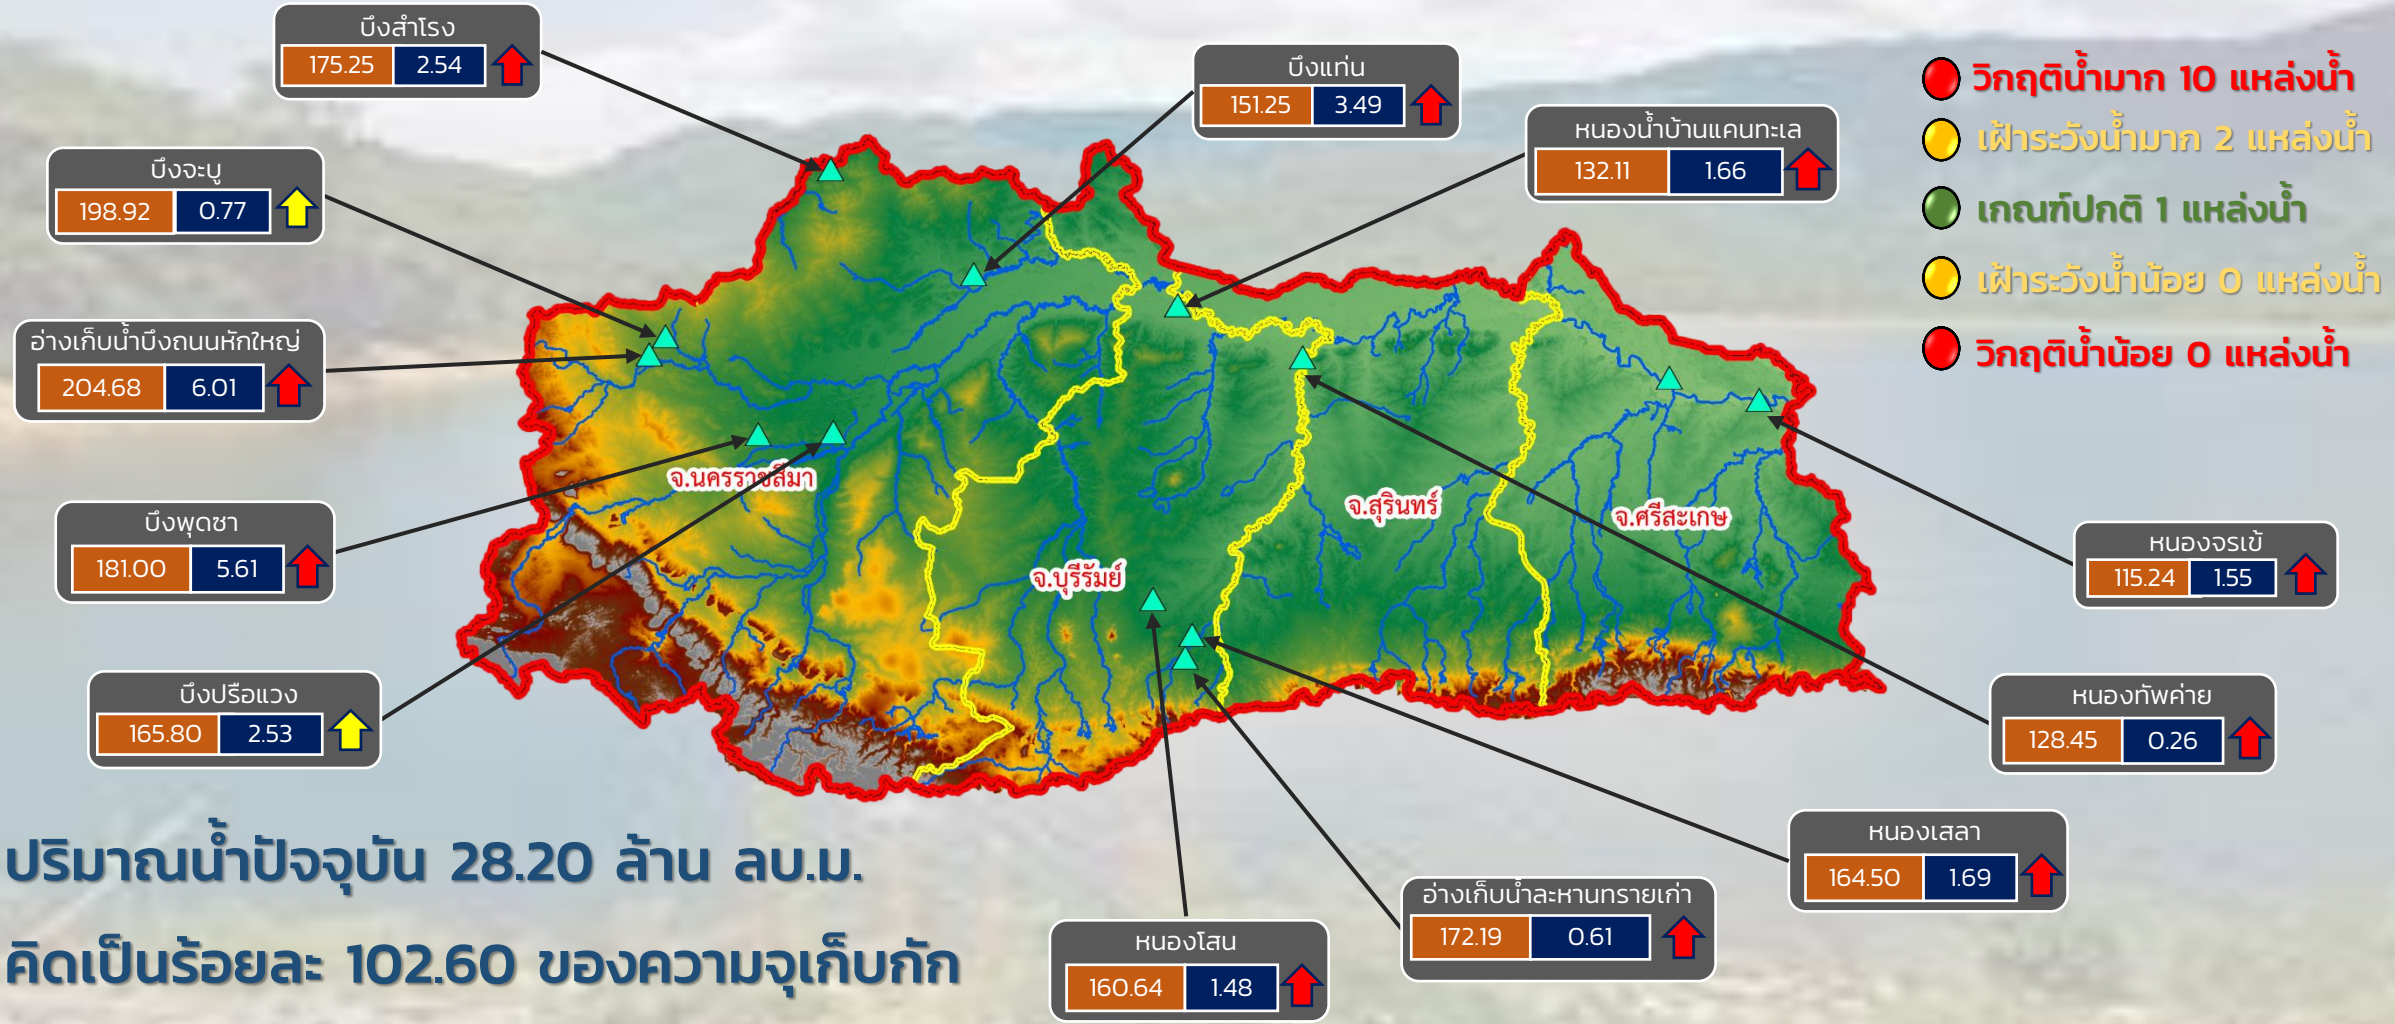 บึงสำโรง
175.25 2.54
บึงแท่น
151.25 3.49
หนองน้ำบ้านแคนทะเล
132.11 1.66
วิกฤติน้ำมาก 10 แหล่งน้ำ
เฝ้าระวังน้ำมาก 2 แหล่งน้ำ
เกณฑ์ปกติ 1 แหล่งน้ำ
เฝ้าระวังน้ำน้อย 0 แหล่งน้ำ
วิกฤติน้ำน้อย 0 แหล่งน้ำ
บึงจะบู
198.92 0.77
อ่างเก็บน้ำบึงถนนหักใหญ่
204.68 6.01
บึงพุดซา
181.00 5.61
บึงปรือแวง
165.80 2.53
จ.นครราชสีมา
จ.บุรีรัมย์
จ.สุรินทร์
จ.ศรีสะเกษ
หนองจรเข้
115.24 1.55
หนองทัพค่าย
128.45 0.26
หนองเสลา
164.50 1.69
อ่างเก็บน้ำละหานทรายเก่า
172.19 0.61
หนองโสน
160.64 1.48
ปริมาณน้ำปัจจุบัน 28.20 ล้าน ลบ.ม.
คิดเป็นร้อยละ 102.60 ของความจุเก็บกัก